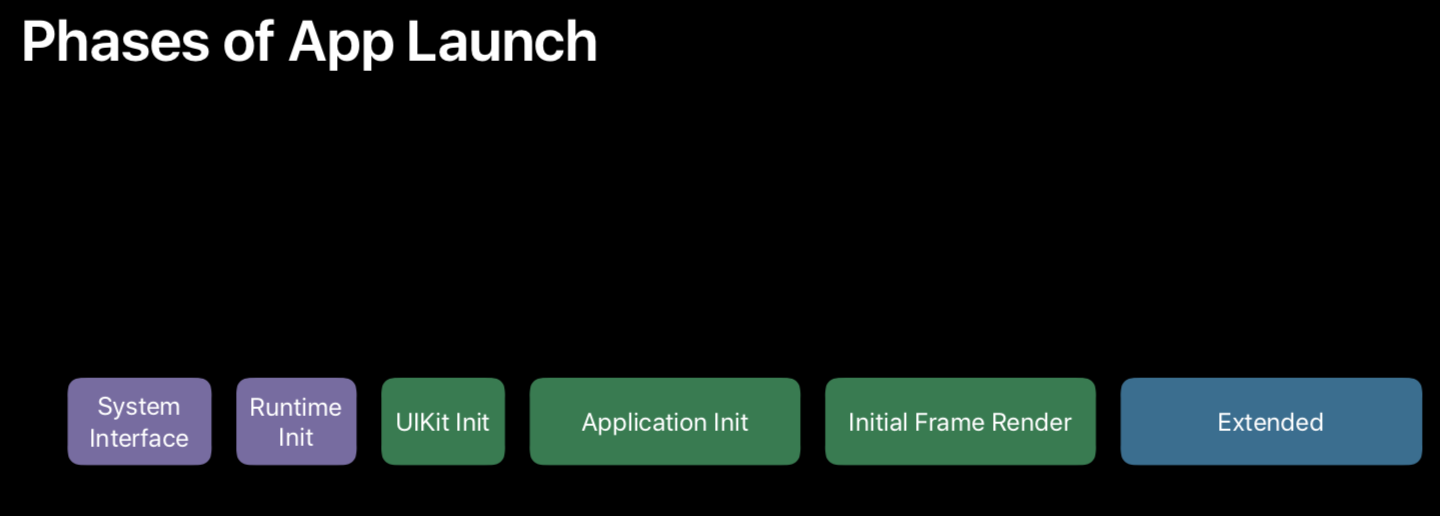 Phases of App Launch
System
Interface
Runtime
Init
UIKit Init
Application Init
Initial Frame Render
Extended